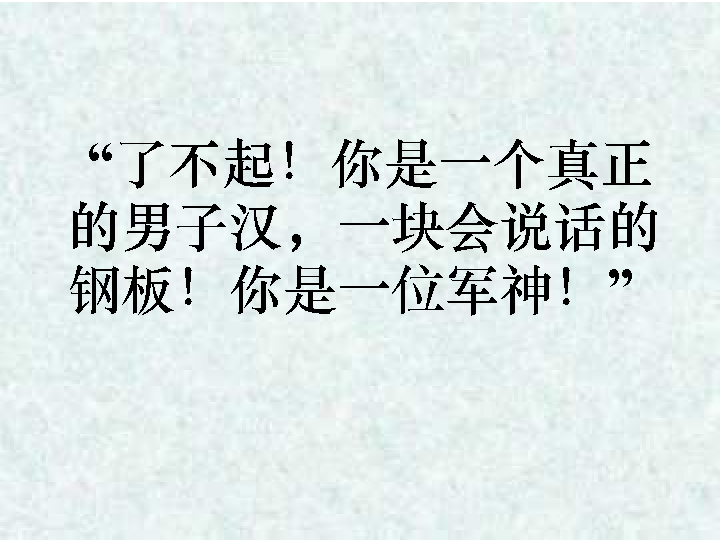 “了不起！你是一个真正
的男子汉，一块会说话的
钢板！你是一位军神！”